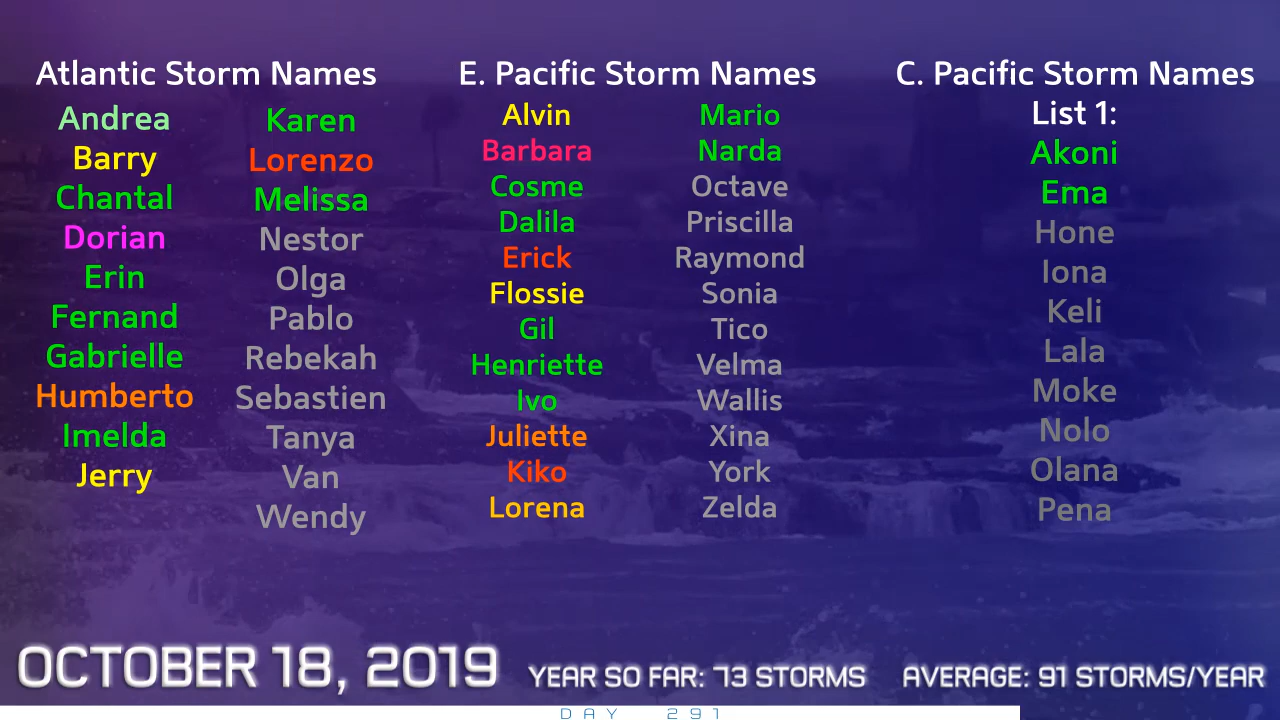 Atlantic Storm Names
Andrea
Barry
Chantal
Dorian
Erin
Fernand
Gabrielle
Humberto
Imelda
Jerry
Karen
Lorenzo
Melissa
Nestor
Olga
Pablo
Rebekah
Sebastien
Tanya
Van
Wendy
E. Pacific Storm Names
Alvin
Barbara
Cosme
Dalila
Erick
Flossie
Gil
Henriette
Ivo
Juliette
Kiko
Lorena
Mario
Narda
Octave
Priscilla
Raymond
Sonia
Tico
Velma
Wallis
Xina
York
Zelda
C. Pacific Storm Names
List 1:
Akoni
Ema
Hone
Iona
Keli
Lala
Moke
Nolo
Olana
Pena
OCTOBER 18, 2019
YEAR SO FAR: 73 STORMS
AVERAGE: 91 STORMS/YEAR
DAY 291